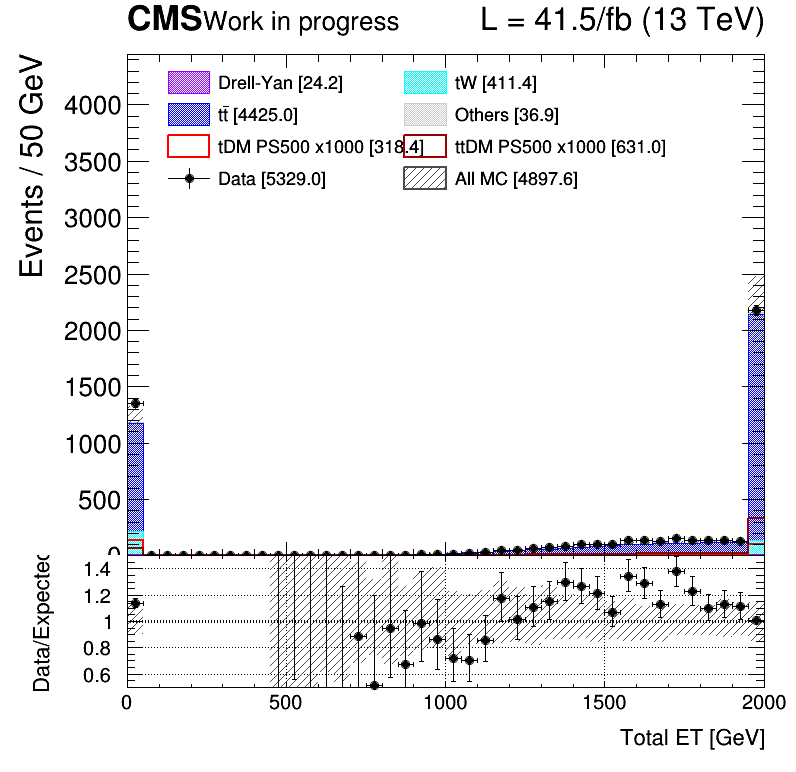 CMS Work in progress L = 41.5/fb (13 TeV)
Events / 50 GeV
Drell-Yan [24.2] tW [411.4]
tt̄ [4425.0] Others [36.9]
tDM PS500 x1000 [318.4] ttDM PS500 x1000 [631.0]
Data [5329.0] All MC [4897.6]
4000
3500
3000
2500
2000
1500
1000
500
0
Data/Expected
1.4
1.2
1
0.8
0.6
0 500 1000 1500 2000
Total ET [GeV]